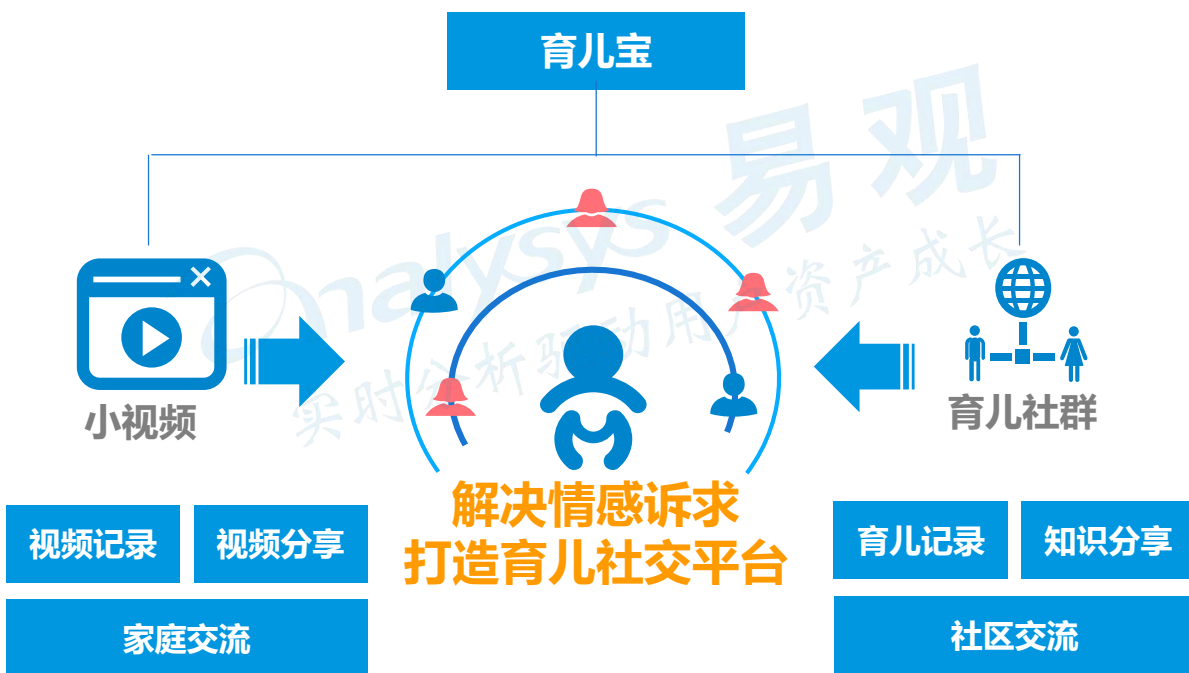 育儿宝
analysys 易观
实时分析驱动用户资产成长
小视频
育儿社群
解决情感诉求
打造育儿社交平台
视频记录
视频分享
家庭交流
育儿记录
知识分享
社区交流